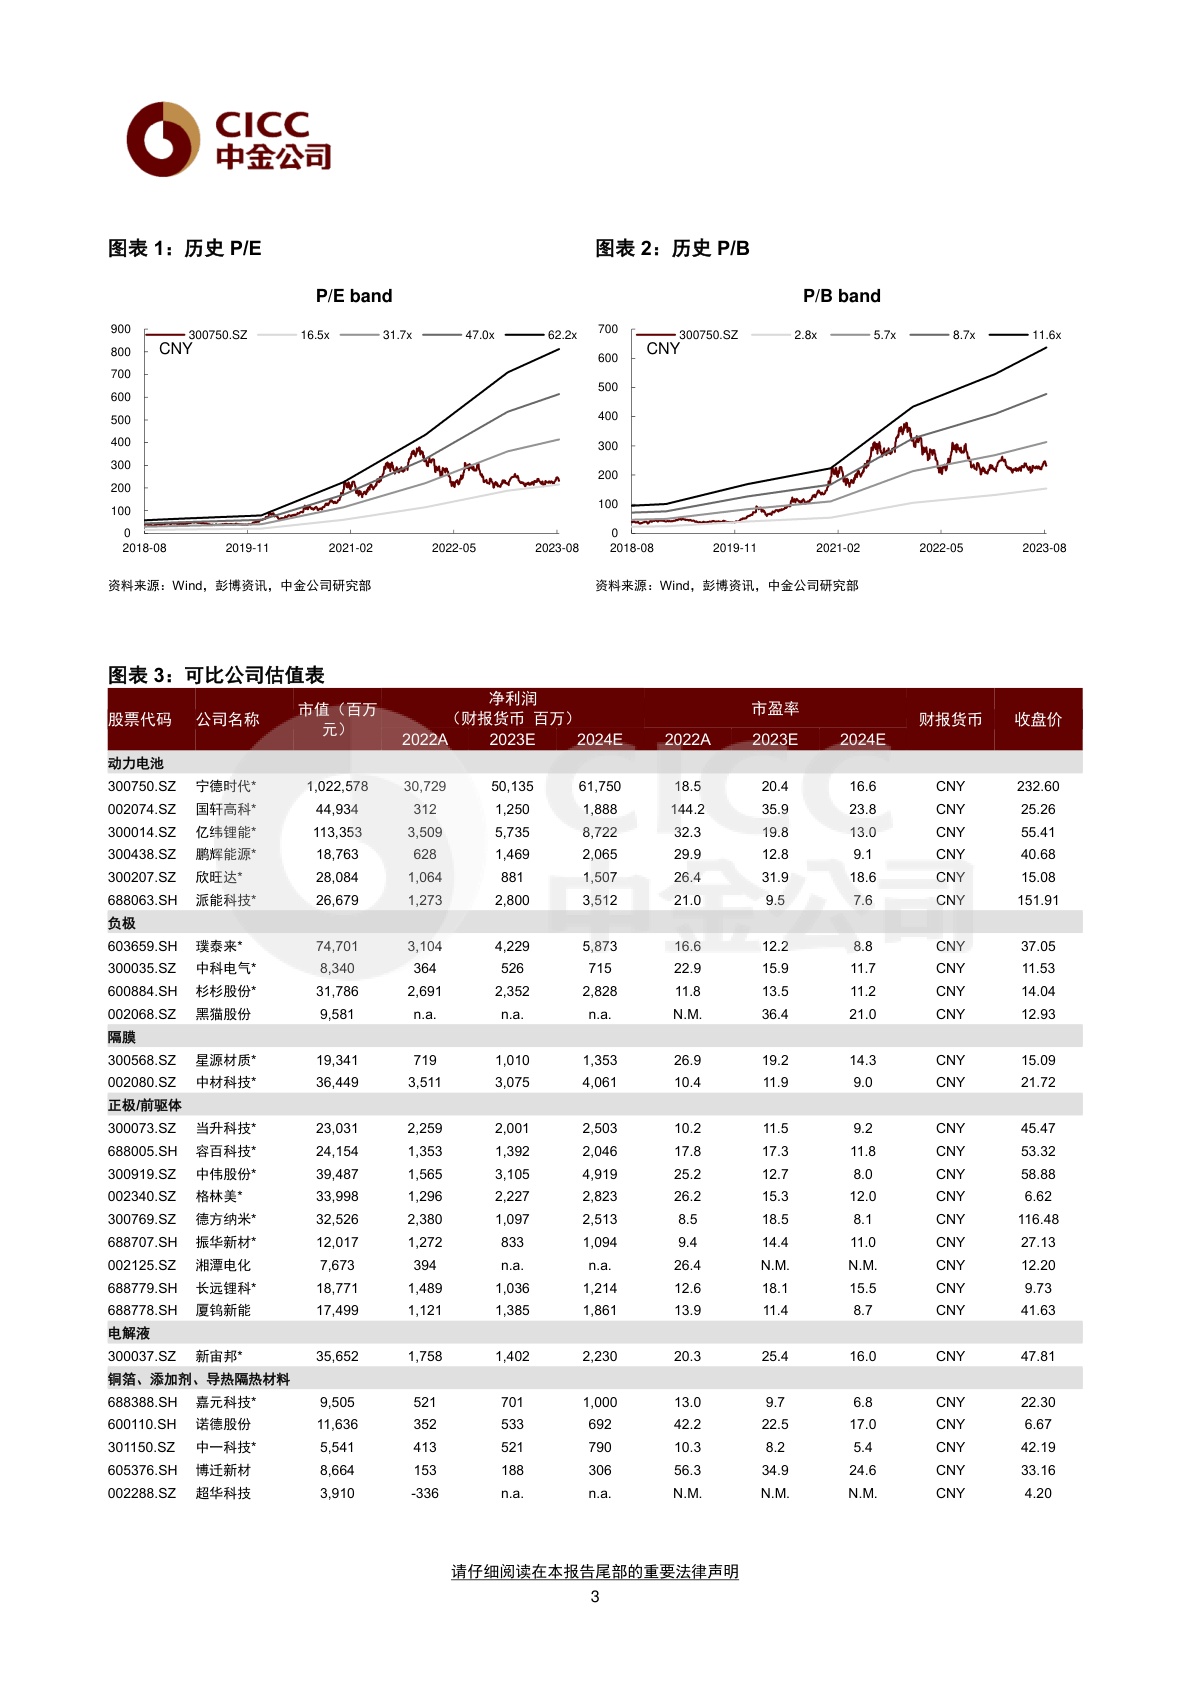 CICC
中金公司
图表 1：历史 P/E
P/E band
300750.SZ 16.5x 31.7x 47.0x 62.2x
CNY
900
800
700
600
500
400
300
200
100
0
2018-08 2019-11 2021-02 2022-05 2023-08
资料来源：Wind，彭博资讯，中金公司研究部
图表 2：历史 P/B
P/B band
300750.SZ 2.8x 5.7x 8.7x 11.6x
CNY
700
600
500
400
300
200
100
0
2018-08 2019-11 2021-02 2022-05 2023-08
资料来源：Wind，彭博资讯，中金公司研究部
图表 3：可比公司估值表
股票代码 公司名称 市值（百万元） 净利润（财报货币 百万） 市盈率 财报货币 收盘价
2022A 2023E 2024E 2022A 2023E 2024E
动力电池
300750.SZ 宁德时代* 1,022,578 30,729 50,135 61,750 18.5 20.4 16.6 CNY 232.60
002074.SZ 国轩高科* 44,934 312 1,250 1,888 144.2 35.9 23.8 CNY 25.26
300014.SZ 亿纬锂能* 113,353 3,509 5,735 8,722 32.3 19.8 13.0 CNY 55.41
300438.SZ 鹏辉能源* 18,763 628 1,469 2,065 29.9 12.8 9.1 CNY 40.68
300207.SZ 欣旺达* 28,084 1,064 881 1,507 26.4 31.9 18.6 CNY 15.08
688063.SH 派能科技* 26,679 1,273 2,800 3,512 21.0 9.5 7.6 CNY 151.91
负极
603659.SH 璞泰来* 74,701 3,104 4,229 5,873 16.6 12.2 8.8 CNY 37.05
300035.SZ 中科电气* 8,340 364 526 715 22.9 15.9 11.7 CNY 11.53
600884.SH 杉杉股份* 31,786 2,691 2,352 2,828 11.8 13.5 11.2 CNY 14.04
002068.SZ 黑猫股份 9,581 n.a. n.a. n.a. N.M. 36.4 21.0 CNY 12.93
隔膜
300568.SZ 星源材质* 19,341 719 1,010 1,353 26.9 19.2 14.3 CNY 15.09
002080.SZ 中材科技* 36,449 3,511 3,075 4,061 10.4 11.9 9.0 CNY 21.72
正极/前驱体
300073.SZ 当升科技* 23,031 2,259 2,001 2,503 10.2 11.5 9.2 CNY 45.47
688005.SH 容百科技* 24,154 1,353 1,392 2,046 17.8 17.3 11.8 CNY 53.32
300919.SZ 中伟股份* 39,487 1,565 3,105 4,919 25.2 12.7 8.0 CNY 58.88
002340.SZ 格林美* 33,998 1,296 2,227 2,823 26.2 15.3 12.0 CNY 6.62
300769.SZ 德方纳米* 32,526 2,380 1,097 2,513 8.5 18.5 8.1 CNY 116.48
688707.SH 振华新材* 12,017 1,272 833 1,094 9.4 14.4 11.0 CNY 27.13
002125.SZ 湘潭电化 7,673 394 n.a. n.a. 26.4 N.M. N.M. CNY 12.20
688779.SH 长远锂科* 18,771 1,489 1,036 1,214 12.6 18.1 15.5 CNY 9.73
688778.SH 厦钨新能 17,499 1,121 1,385 1,861 13.9 11.4 8.7 CNY 41.63
电解液
300037.SZ 新宙邦* 35,652 1,758 1,402 2,230 20.3 25.4 16.0 CNY 47.81
铜箔、添加剂、导热隔热材料
688388.SH 嘉元科技* 9,505 521 701 1,000 13.0 9.7 6.8 CNY 22.30
600110.SH 诺德股份 11,636 352 533 692 42.2 22.5 17.0 CNY 6.67
301150.SZ 中一科技* 5,541 413 521 790 10.3 8.2 5.4 CNY 42.19
605376.SH 博迁新材 8,664 153 188 306 56.3 34.9 24.6 CNY 33.16
002288.SZ 超华科技 3,910 -336 n.a. n.a. N.M. N.M. N.M. CNY 4.20
CICC
中金公司
请仔细阅读在本报告尾部的重要法律声明
3